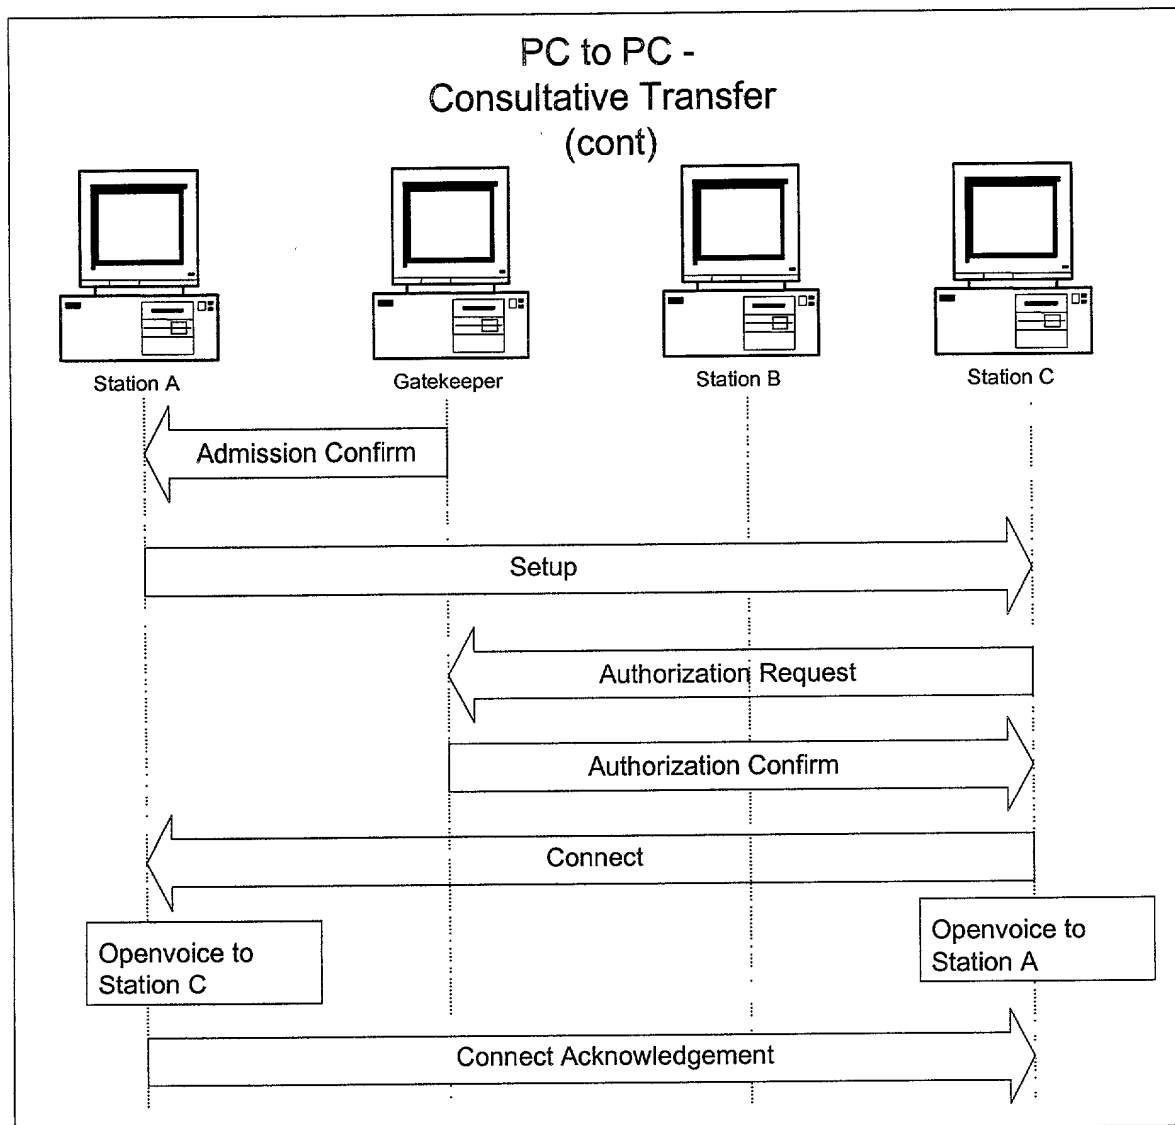 PC to PC -
Consultative Transfer
(cont)
Station A
Gatekeeper
Station B
Station C
Admission Confirm
Setup
Authorization Request
Authorization Confirm
Connect
Openvoice to
Station C
Openvoice to
Station A
Connect Acknowledgement